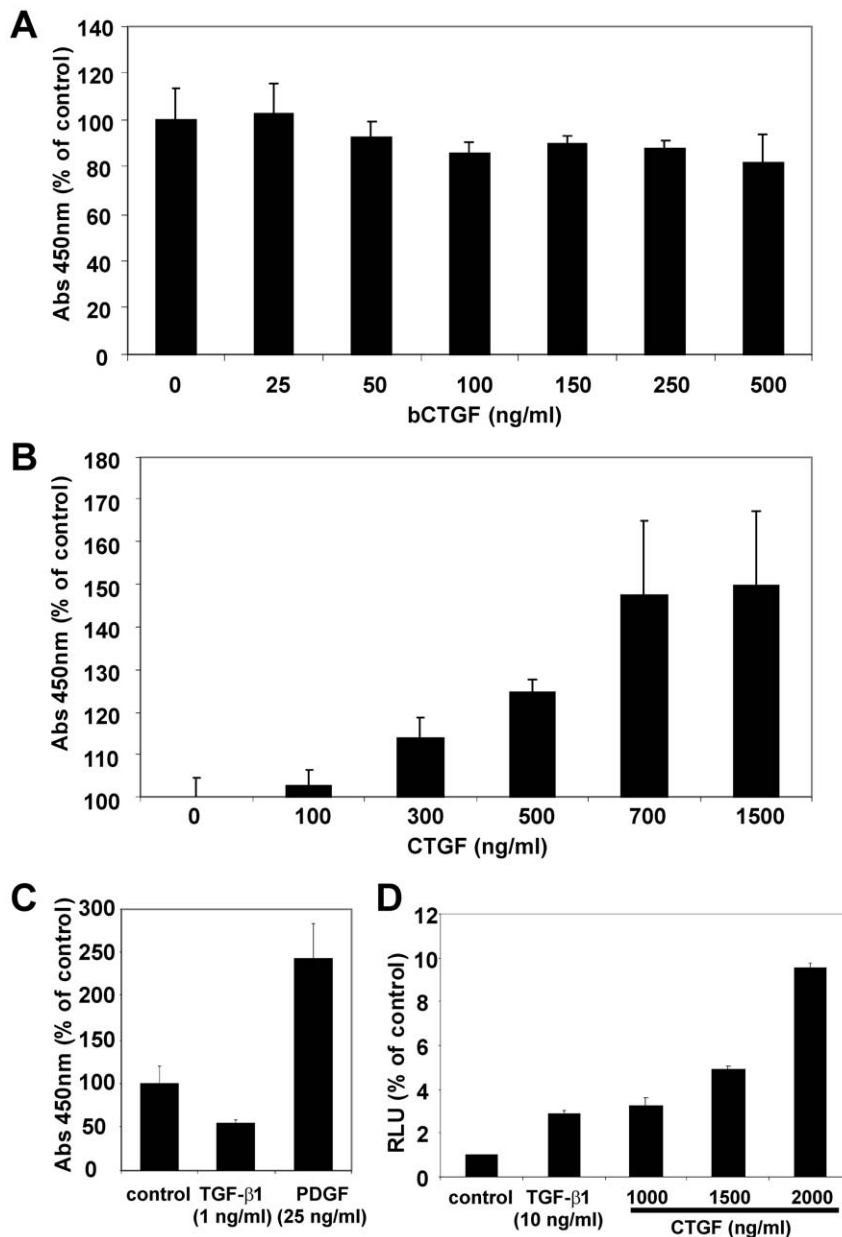 A
Abs 450nm (% of control)
140
120
100
80
60
40
20
0
0 25 50 100 150 250 500
bCTGF (ng/ml)
B
Abs 450nm (% of control)
180
170
160
150
140
130
120
110
100
0 100 300 500 700 1500
CTGF (ng/ml)
C
Abs 450nm (% of control)
300
250
200
150
100
50
0
control TGF-β1 PDGF
(1 ng/ml) (25 ng/ml)
D
RLU (% of control)
12
10
8
6
4
2
0
control TGF-β1 1000 1500 2000
(10 ng/ml) CTGF (ng/ml)